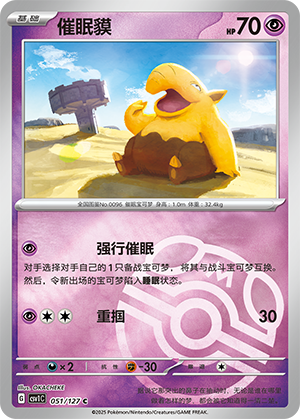 基础
催眠貘
HP 70
全国图鉴No.0096 催眠宝可梦 身高：1.0m 体重：32.4kg
强行催眠
对手选择对手自己的1只备战宝可梦，将其与战斗宝可梦互换。
然后，令新出场的宝可梦陷入睡眠状态。
重掴 30
弱点 ×2 抵抗力 -30 撤退
Illus. OKACHEKE
G CSV1C 051/127 C
©2025 Pokémon/Nintendo/Creatures/GAME FREAK.